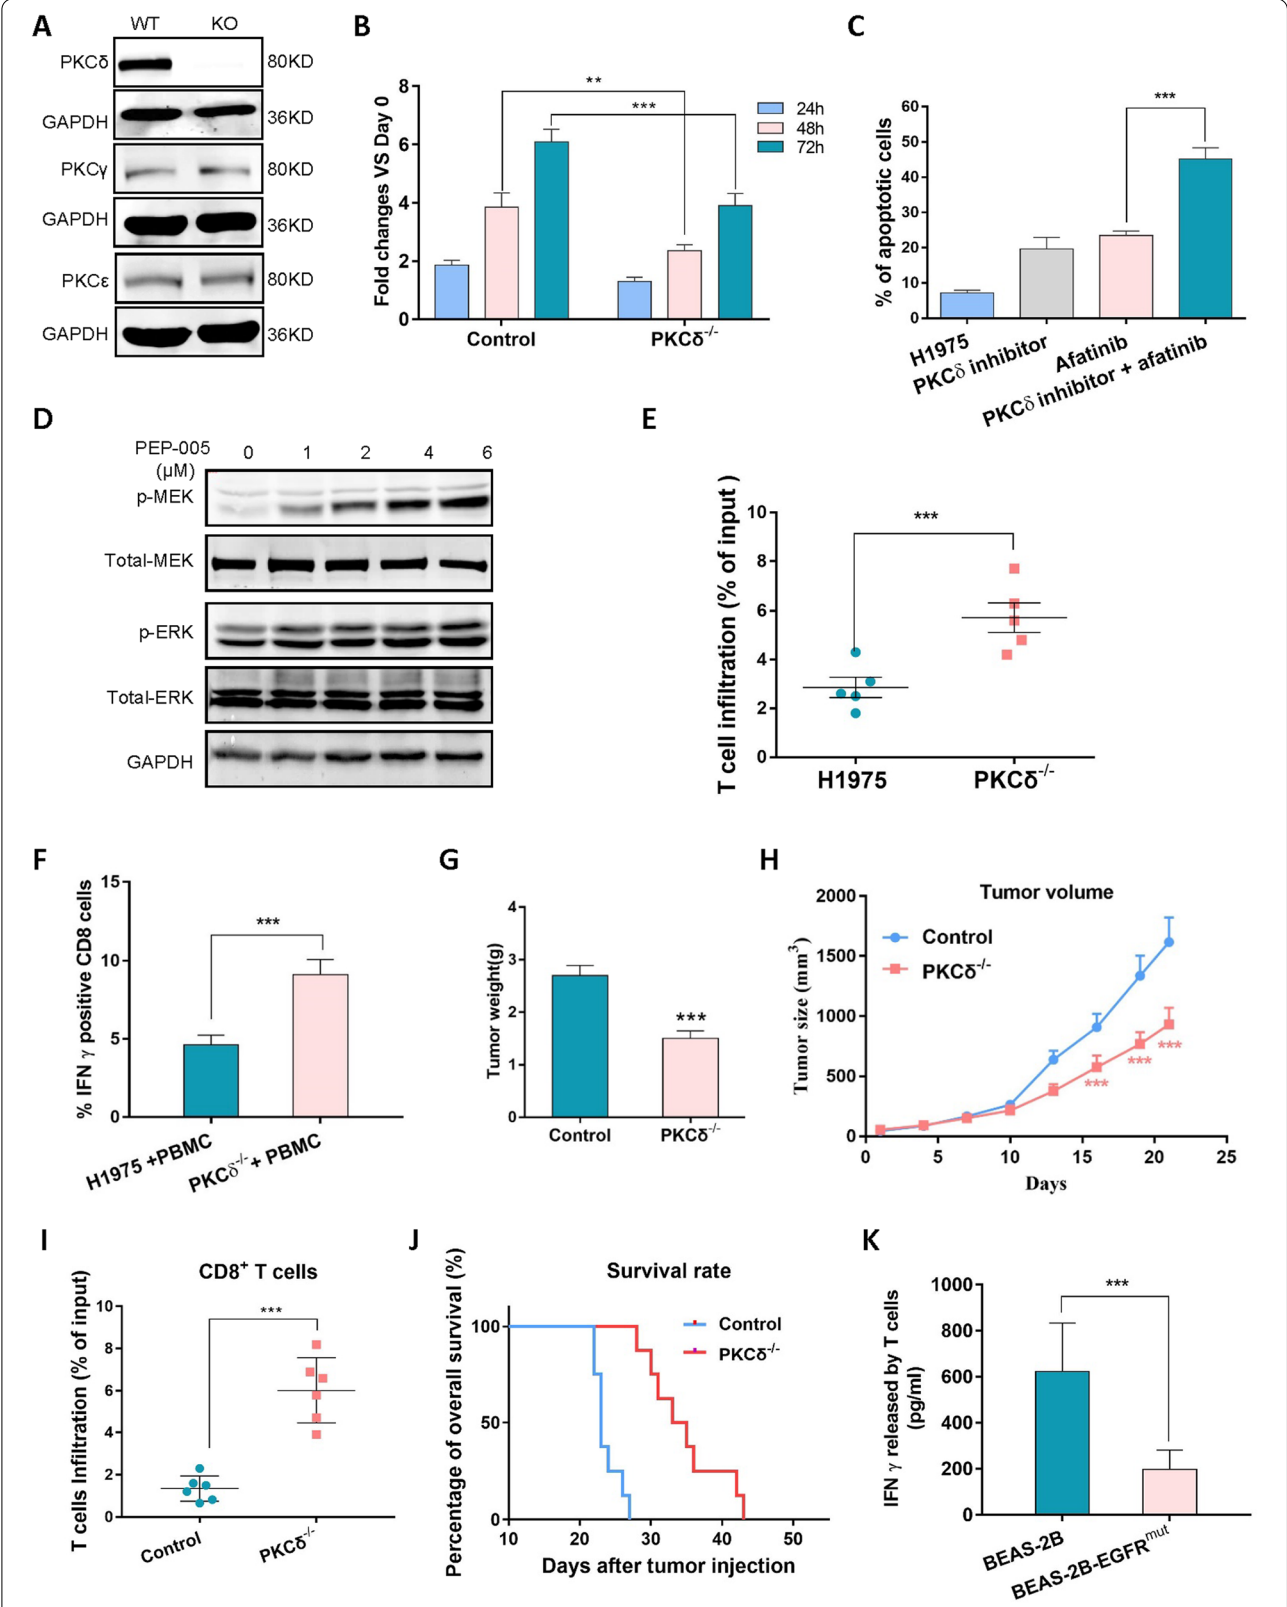 A
WT KO
PKCδ 80KD
GAPDH 36KD
PKCγ 80KD
GAPDH 36KD
PKCε 80KD
GAPDH 36KD
B
Fold changes VS Day 0
8
6
4
2
0
** ***
24h
48h
72h
Control PKCδ-/-
C
% of apoptotic cells
60
50
40
30
20
10
0
***
H1975
PKCδ inhibitor
Afatinib
PKCδ inhibitor + afatinib
D
PEP-005 0 1 2 4 6
(μM)
p-MEK
Total-MEK
p-ERK
Total-ERK
GAPDH
E
T cell infiltration (% of input )
10
8
6
4
2
0
***
H1975 PKCδ-/-
F
% IFN γ positive CD8 cells
15
10
5
0
***
H1975 +PBMC
PKCδ-/-+ PBMC
G
Tumor weight(g)
4
3
2
1
0
***
Control PKCδ-/-
H
Tumor volume
Tumor size (mm3)
2000
1500
1000
500
0
Control
PKCδ-/-
*** *** ***
0 5 10 15 20 25
Days
I
CD8+ T cells
T cells Infiltration (% of input)
10
8
6
4
2
0
***
Control PKCδ-/-
J
Survival rate
Percentage of overall survival (%)
100
50
0
Control
PKCδ-/-
10 20 30 40 50
Days after tumor injection
K
IFN γ released by T cells
(pg/ml)
1000
800
600
400
200
0
***
BEAS-2B
BEAS-2B-EGFRmut